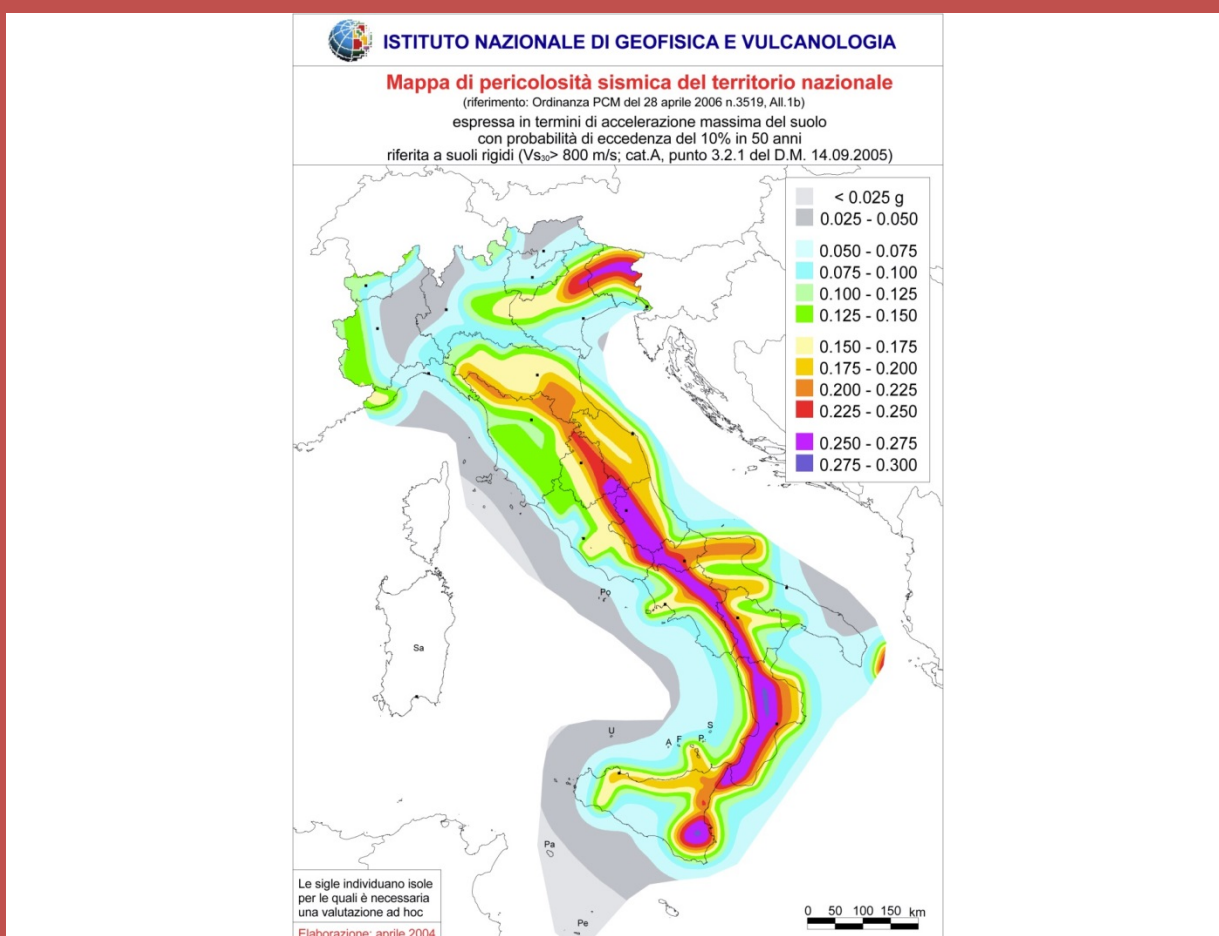 ISTITUTO NAZIONALE DI GEOFISICA E VULCANOLOGIA
Mappa di pericolosità sismica del territorio nazionale
(riferimento: Ordinanza PCM del 28 aprile 2006 n.3519, All.1b)
espressa in termini di accelerazione massima del suolo
con probabilità di eccedenza del 10% in 50 anni
riferita a suoli rigidi (Vs₃₀> 800 m/s; cat.A, punto 3.2.1 del D.M. 14.09.2005)
< 0.025 g
0.025 - 0.050
0.050 - 0.075
0.075 - 0.100
0.100 - 0.125
0.125 - 0.150
0.150 - 0.175
0.175 - 0.200
0.200 - 0.225
0.225 - 0.250
0.250 - 0.275
0.275 - 0.300
Po
Sa
U
A F P S
Pa
Pe
Le sigle individuano isole
per le quali è necessaria
una valutazione ad hoc
Elaborazione: aprile 2004
0 50 100 150 km